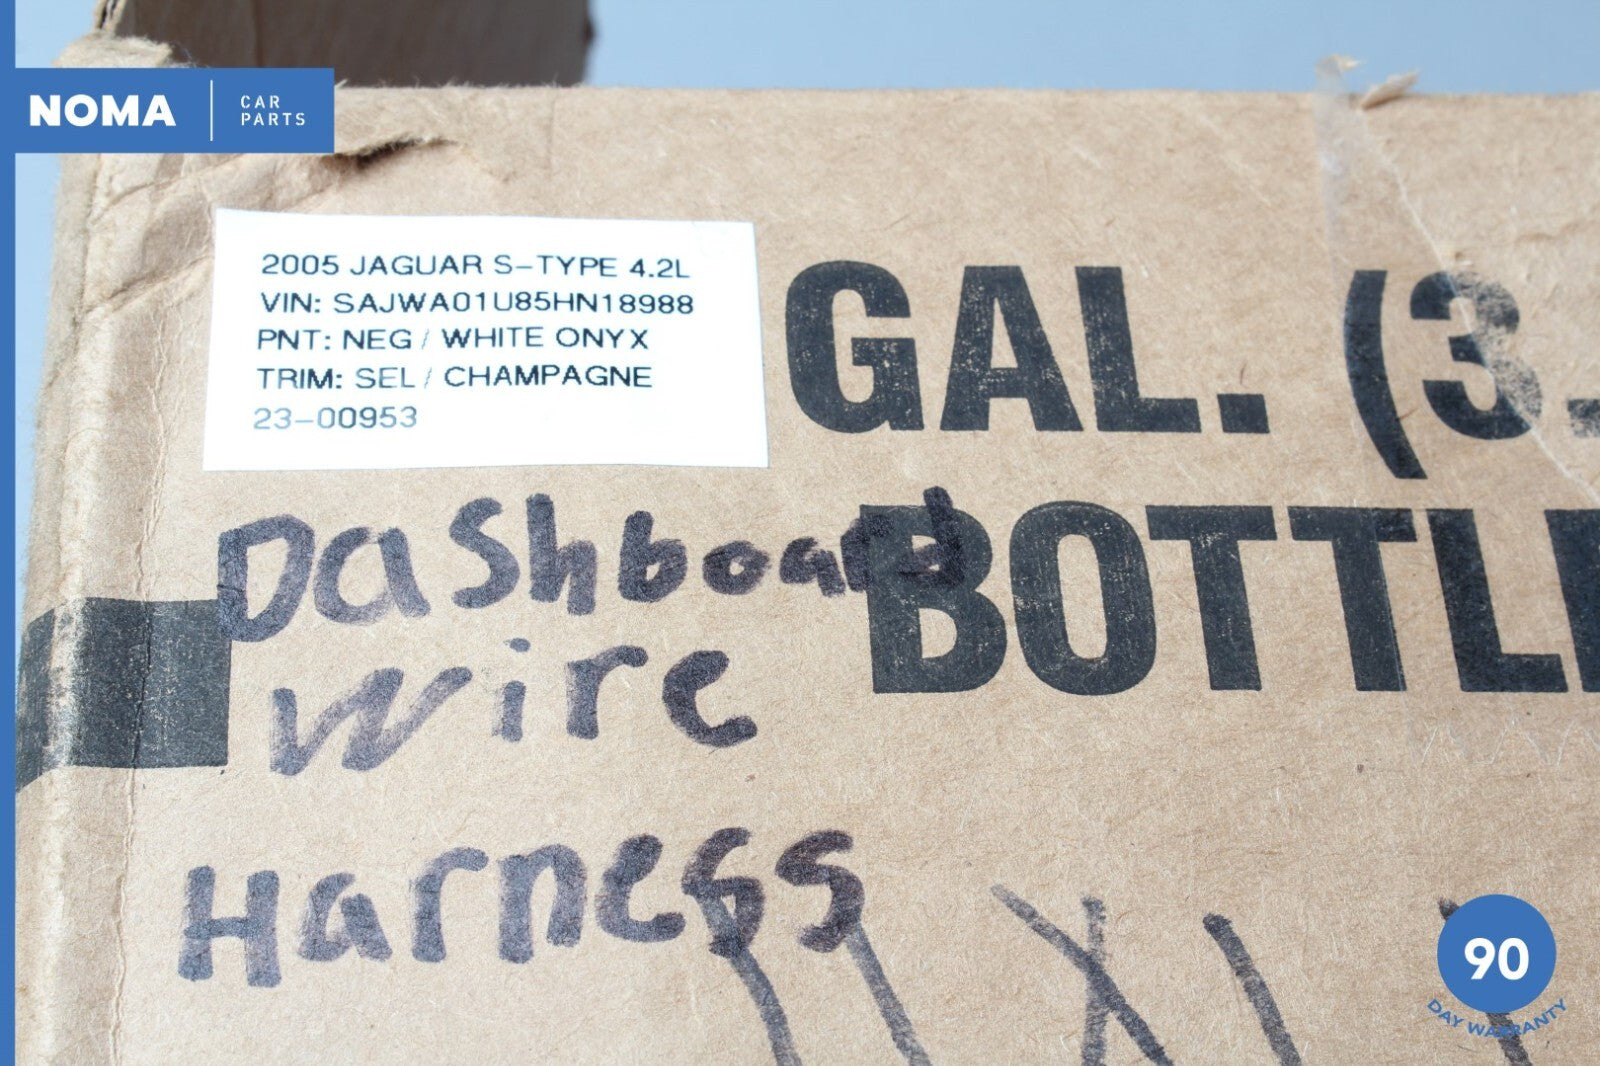 NOMA
CAR
PARTS
2005 JAGUAR S-TYPE 4.2L
VIN: SAJWA01U85HN18988
PNT: NEG / WHITE ONYX
TRIM: SEL / CHAMPAGNE
23-00953
GAL. (3.
BOTTLE
Dashboard
wire
Harness
90
DAY WARRANTY